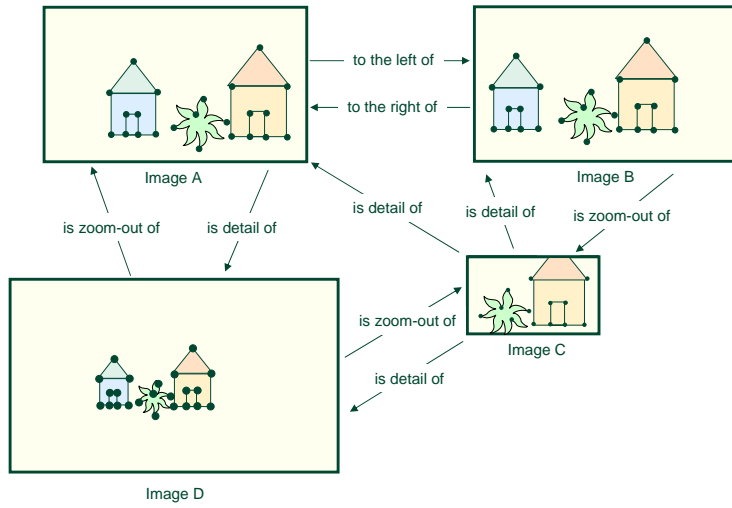 to the left of
to the right of
Image A
Image B
is detail of
is zoom-out of
is detail of
is detail of
is zoom-out of
is zoom-out of
Image C
is detail of
Image D